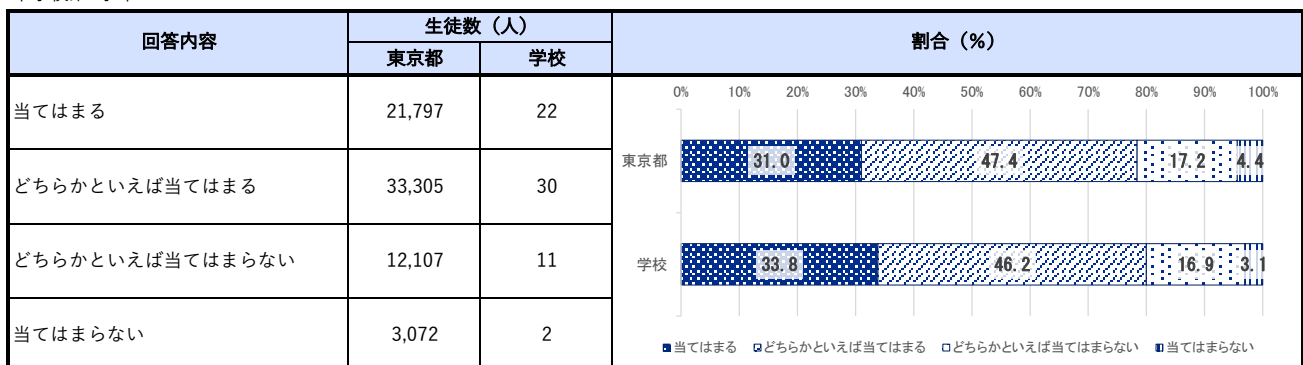 回答内容 生徒数（人） 割合（%）
東京都 学校
当てはまる 21,797 22
どちらかといえば当てはまる 33,305 30
どちらかといえば当てはまらない 12,107 11
当てはまらない 3,072 2
0% 10% 20% 30% 40% 50% 60% 70% 80% 90% 100%
東京都 31.0 47.4 17.2 4.4
学校 33.8 46.2 16.9 3.1
当てはまる どちらかといえば当てはまる どちらかといえば当てはまらない 当てはまらない